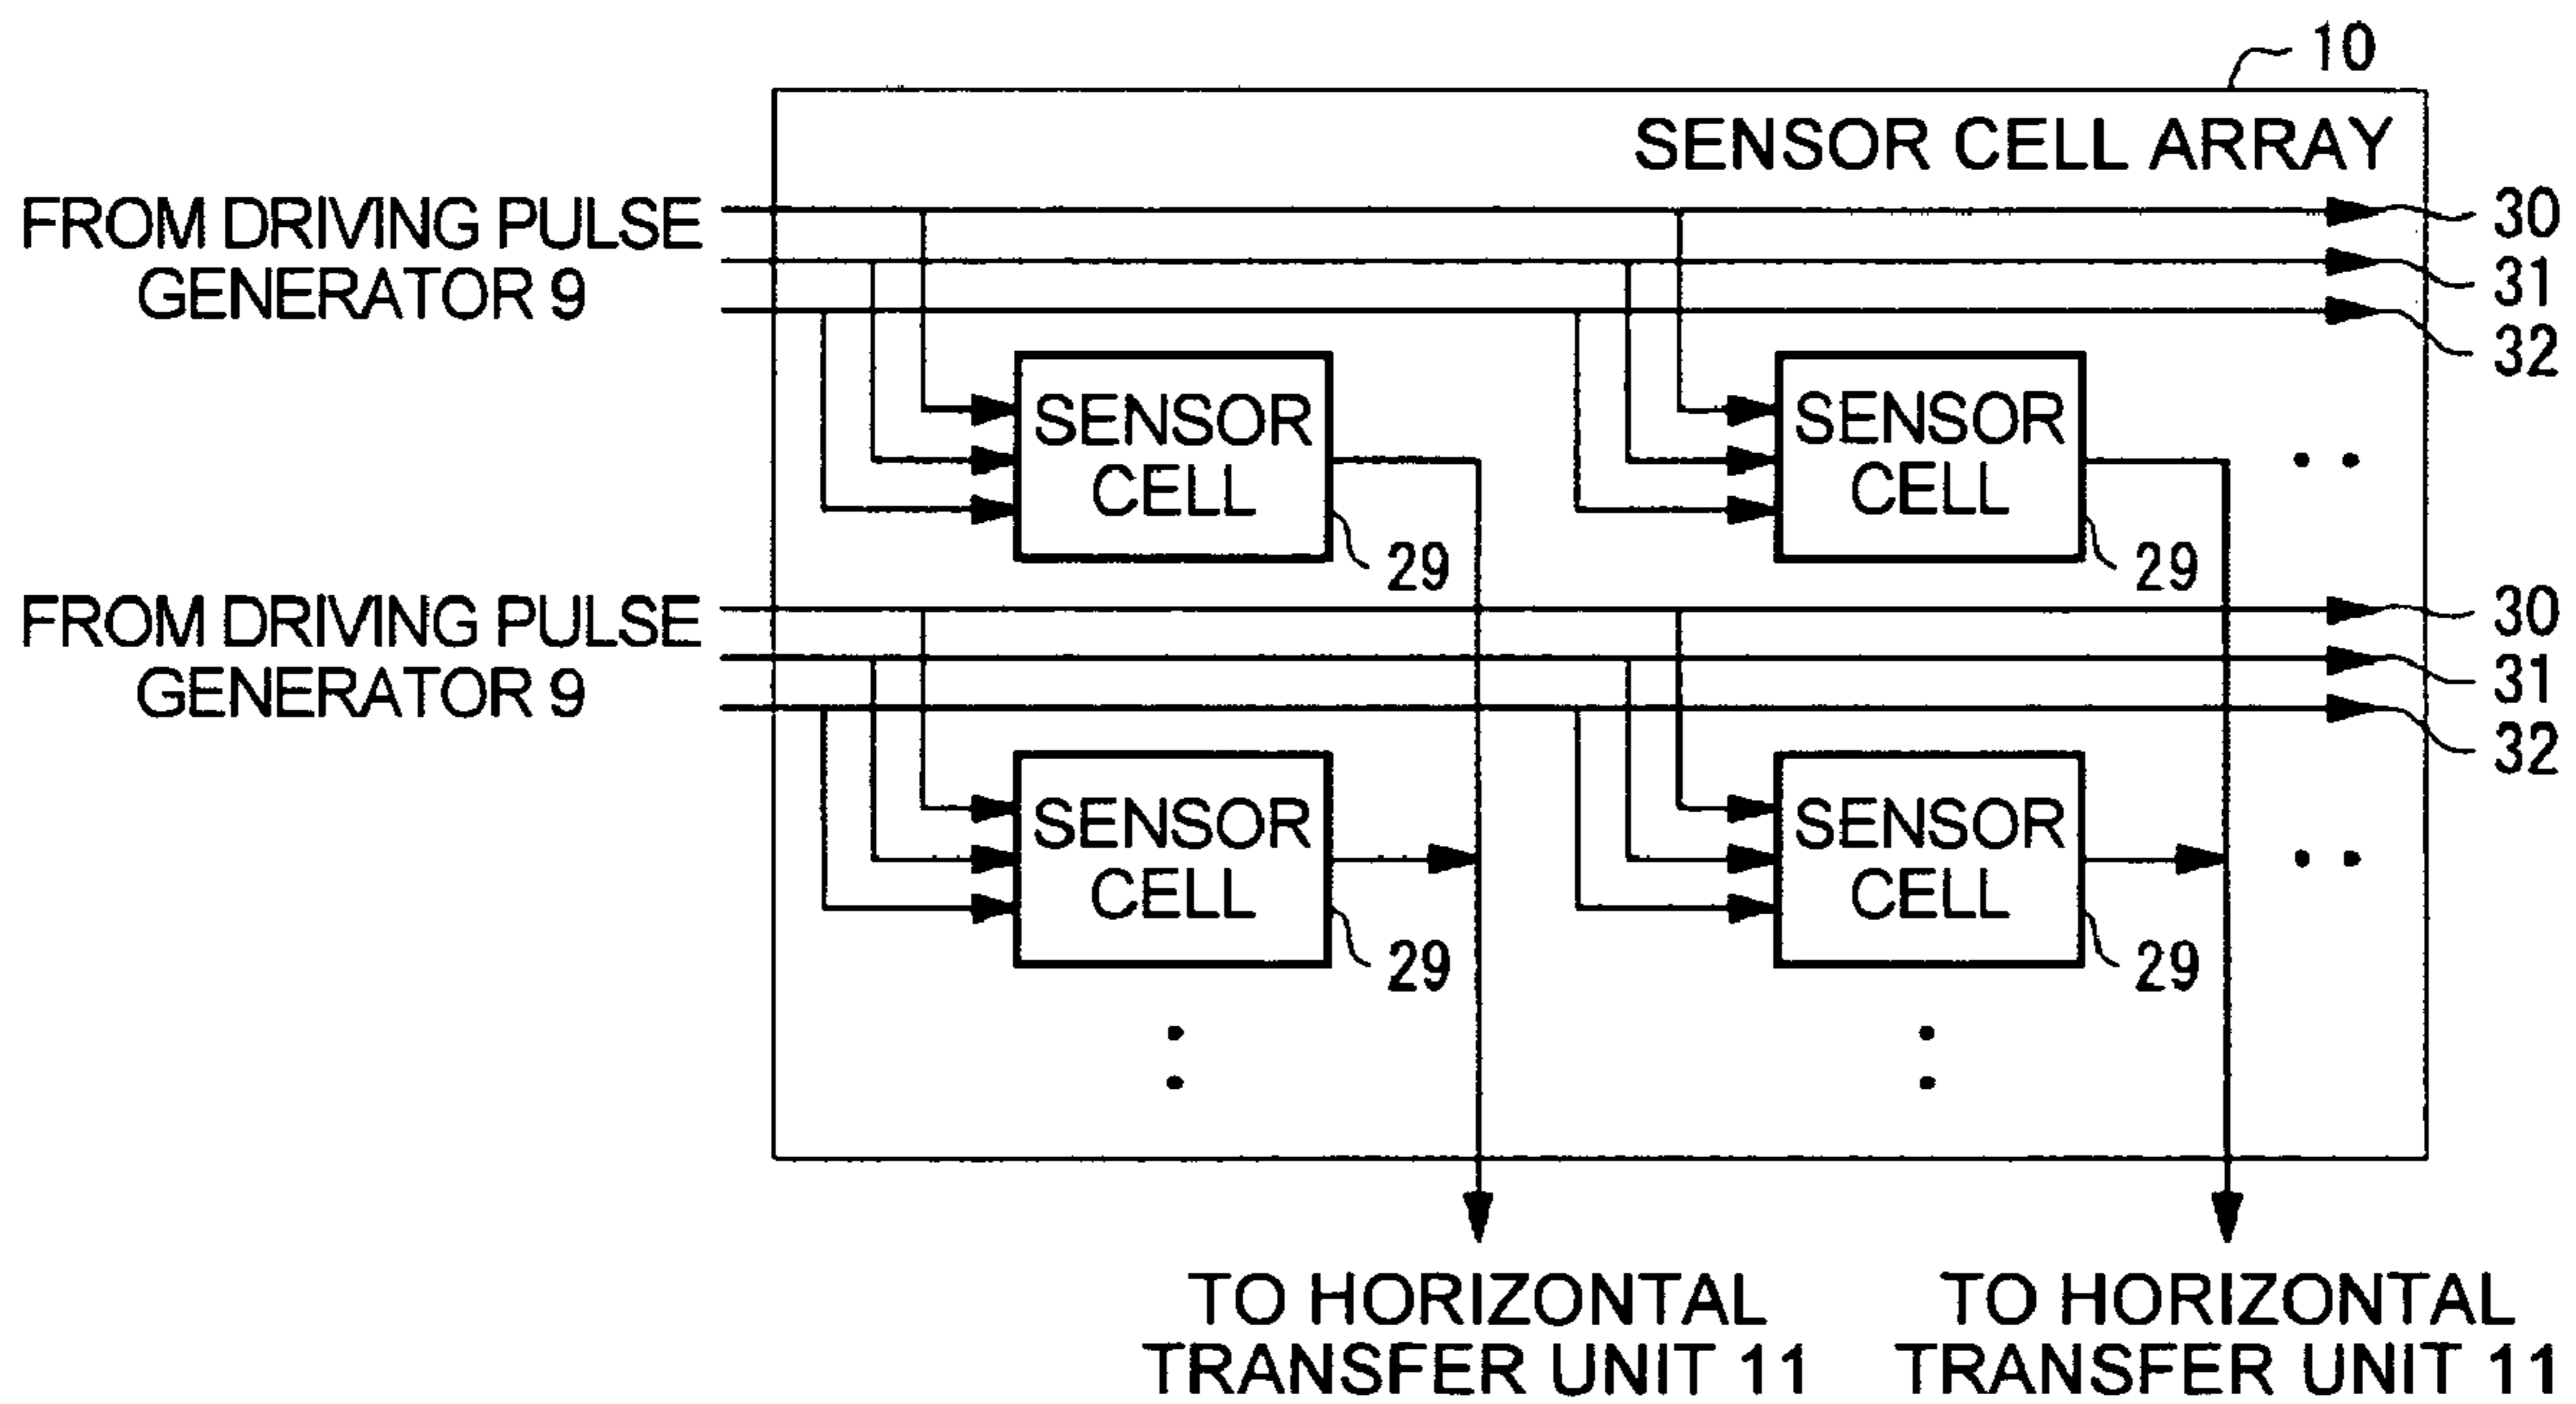 10
SENSOR CELL ARRAY
FROM DRIVING PULSE
GENERATOR 9
30
31
32
SENSOR
CELL
29
SENSOR
CELL
29
FROM DRIVING PULSE
GENERATOR 9
30
31
32
SENSOR
CELL
29
SENSOR
CELL
29
TO HORIZONTAL
TRANSFER UNIT 11
TO HORIZONTAL
TRANSFER UNIT 11